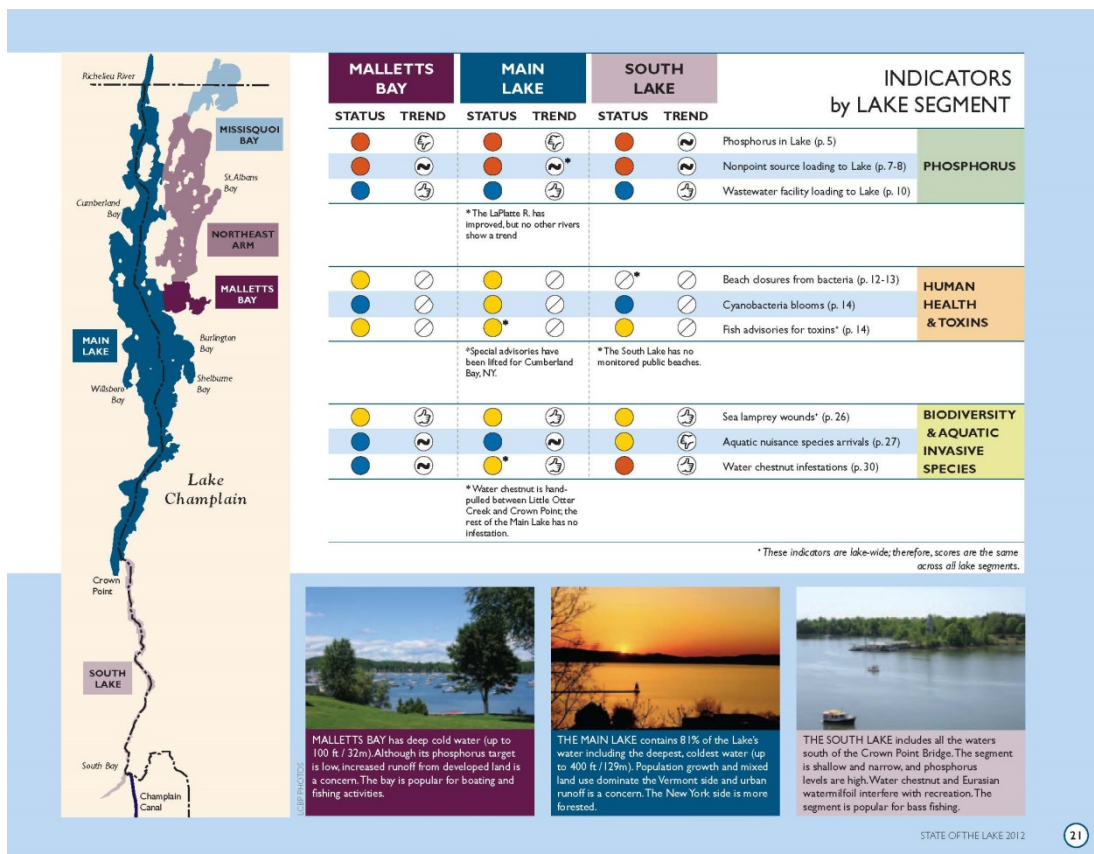 Richelieu River
MISSISQUOI
BAY
St. Albans
Bay
Cumberland
Bay
NORTHEAST
ARM
MALLETTS
BAY
MAIN
LAKE
Burlington
Bay
Shelburne
Bay
Willsboro
Bay
Lake
Champlain
Crown
Point
SOUTH
LAKE
South Bay
Champlain
Canal
MALLETTS
BAY
MAIN
LAKE
SOUTH
LAKE
INDICATORS
by LAKE SEGMENT
STATUS TREND STATUS TREND STATUS TREND
Phosphorus in Lake (p. 5)
Nonpoint source loading to Lake (p. 7-8)
Wastewater facility loading to Lake (p. 10)
PHOSPHORUS
*
* The LaPlatte R. has
improved, but no other rivers
show a trend
Beach closures from bacteria (p. 12-13)
Cyanobacteria blooms (p. 14)
Fish advisories for toxins+ (p. 14)
HUMAN
HEALTH
& TOXINS
*
*
*Special advisories have
been lifted for Cumberland
Bay, NY.
* The South Lake has no
monitored public beaches.
Sea lamprey wounds+ (p. 26)
Aquatic nuisance species arrivals (p. 27)
Water chestnut infestations (p. 30)
BIODIVERSITY
& AQUATIC
INVASIVE
SPECIES
*
* Water chestnut is hand-
pulled between Little Otter
Creek and Crown Point; the
rest of the Main Lake has no
infestation.
+ These indicators are lake-wide; therefore, scores are the same
across all lake segments.
LCBP PHOTOS
MALLETTS BAY has deep cold water (up to
100 ft / 32m). Although its phosphorus target
is low, increased runoff from developed land is
a concern. The bay is popular for boating and
fishing activities.
THE MAIN LAKE contains 81% of the Lake's
water including the deepest, coldest water (up
to 400 ft /129m). Population growth and mixed
land use dominate the Vermont side and urban
runoff is a concern. The New York side is more
forested.
THE SOUTH LAKE includes all the waters
south of the Crown Point Bridge. The segment
is shallow and narrow, and phosphorus
levels are high. Water chestnut and Eurasian
watermilfoil interfere with recreation. The
segment is popular for bass fishing.
STATE OF THE LAKE 2012
21